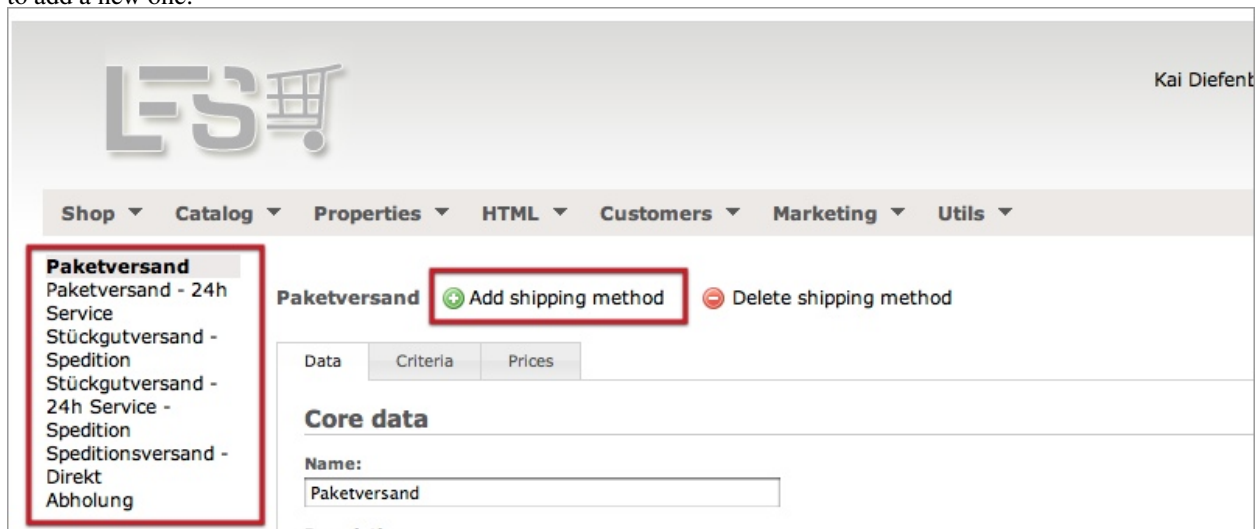 to add a new one.
LFS
Kai Diefenb
Shop Catalog Properties HTML Customers Marketing Utils
Paketversand
Paketversand - 24h
Service
Stückgutversand -
Spedition
Stückgutversand -
24h Service -
Spedition
Speditionsversand -
Direkt
Abholung
Paketversand Add shipping method Delete shipping method
Data Criteria Prices
Core data
Name:
Paketversand